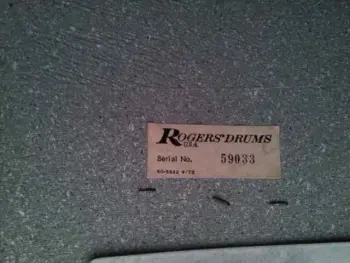 ROGERS® DRUMS
U.S.A.
Serial No. 59033